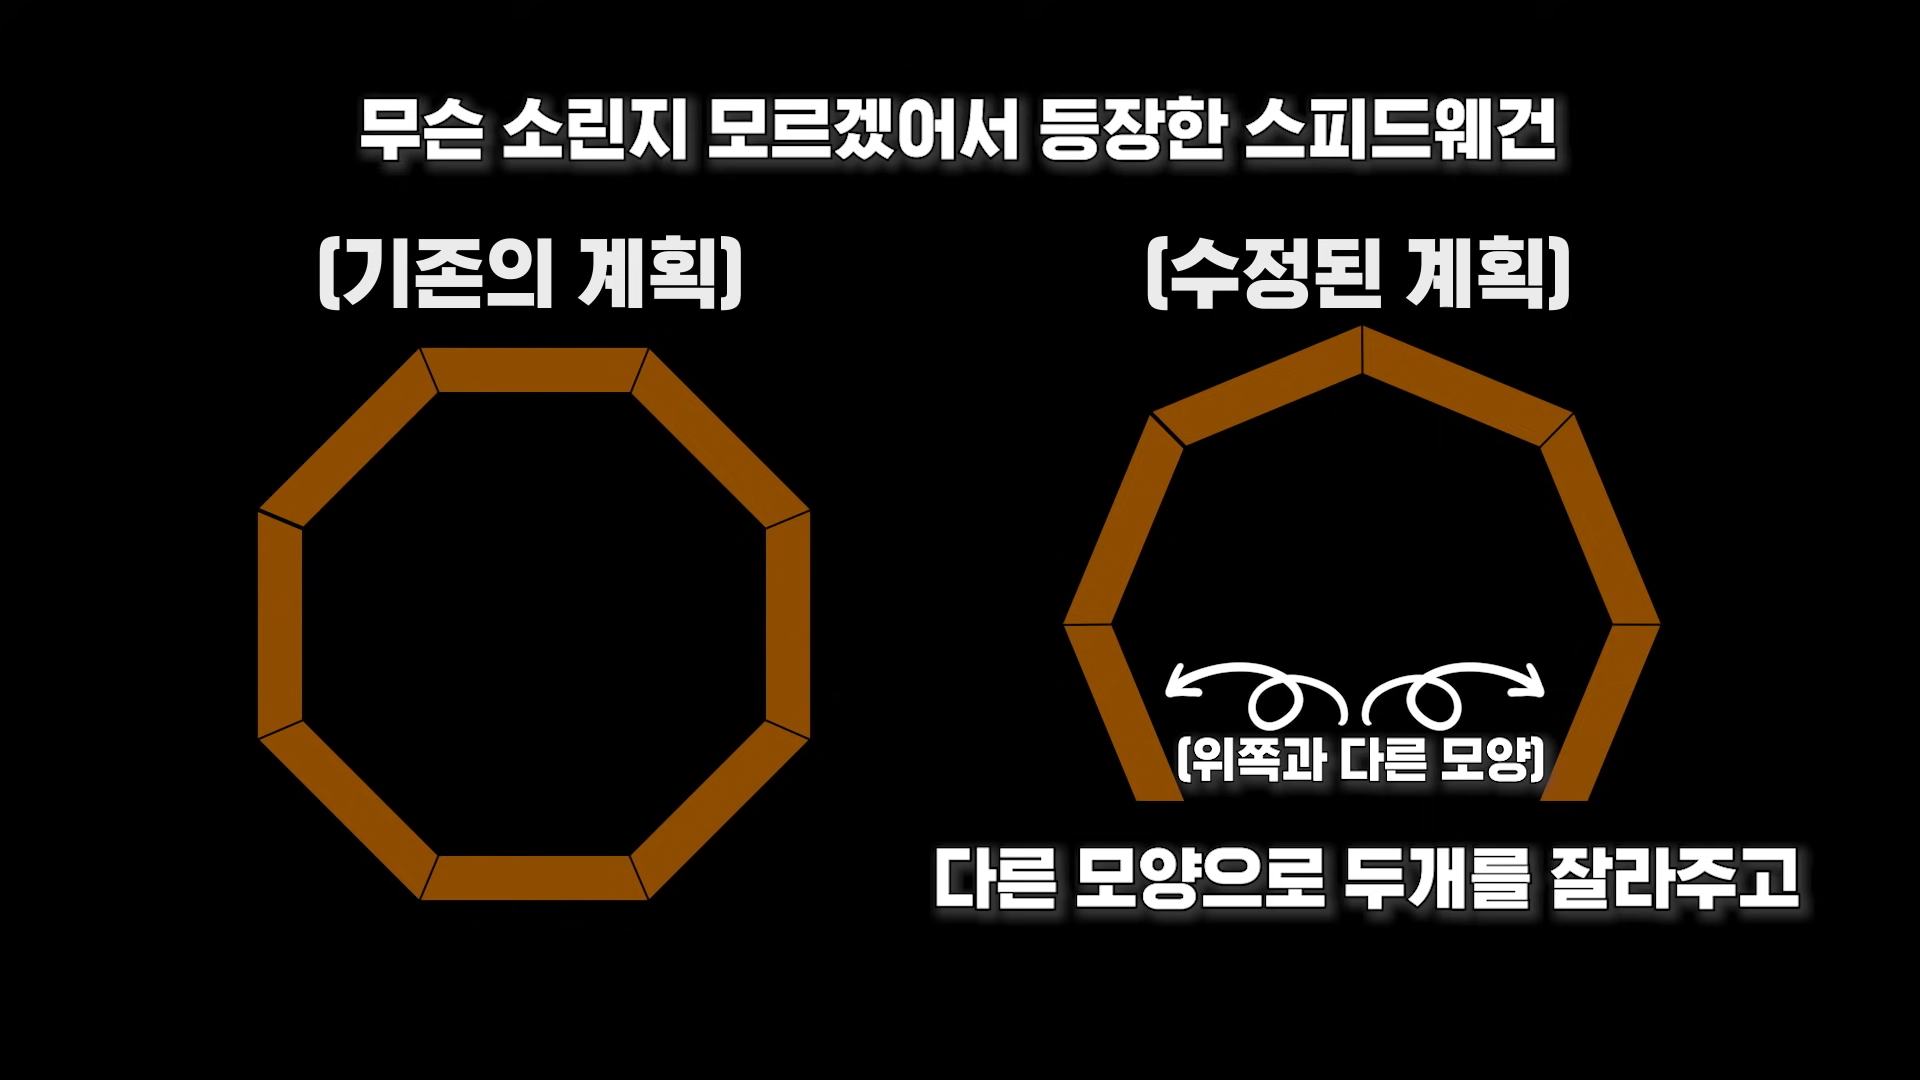 무슨 소린지 모르겠어서 등장한 스피드웨건
(기존의 계획)
(수정된 계획)
(위쪽과 다른 모양)
다른 모양으로 두개를 잘라주고